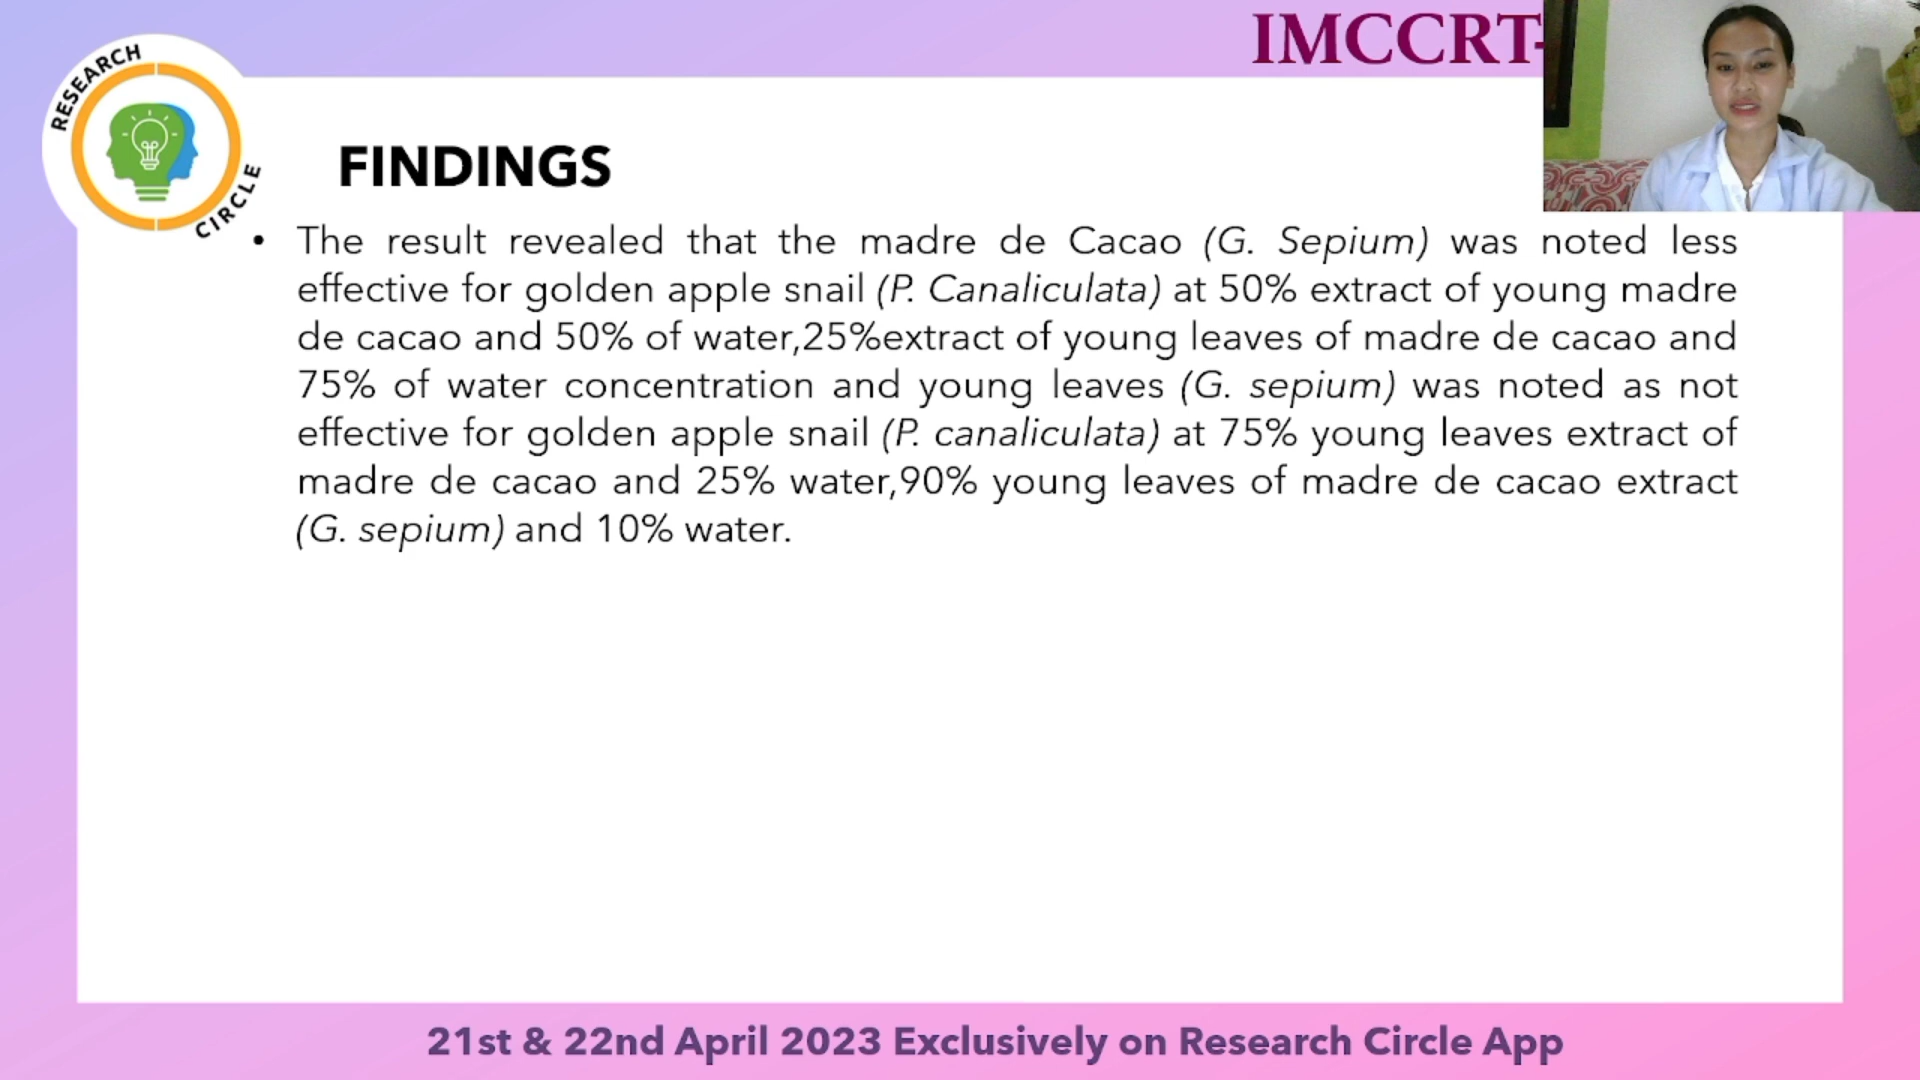 IMCCRT-
RESEARCH
CIRCLE
FINDINGS
• The result revealed that the madre de Cacao (G. Sepium) was noted less
effective for golden apple snail (P. Canaliculata) at 50% extract of young madre
de cacao and 50% of water,25%extract of young leaves of madre de cacao and
75% of water concentration and young leaves (G. sepium) was noted as not
effective for golden apple snail (P. canaliculata) at 75% young leaves extract of
madre de cacao and 25% water,90% young leaves of madre de cacao extract
(G. sepium) and 10% water.
21st & 22nd April 2023 Exclusively on Research Circle App